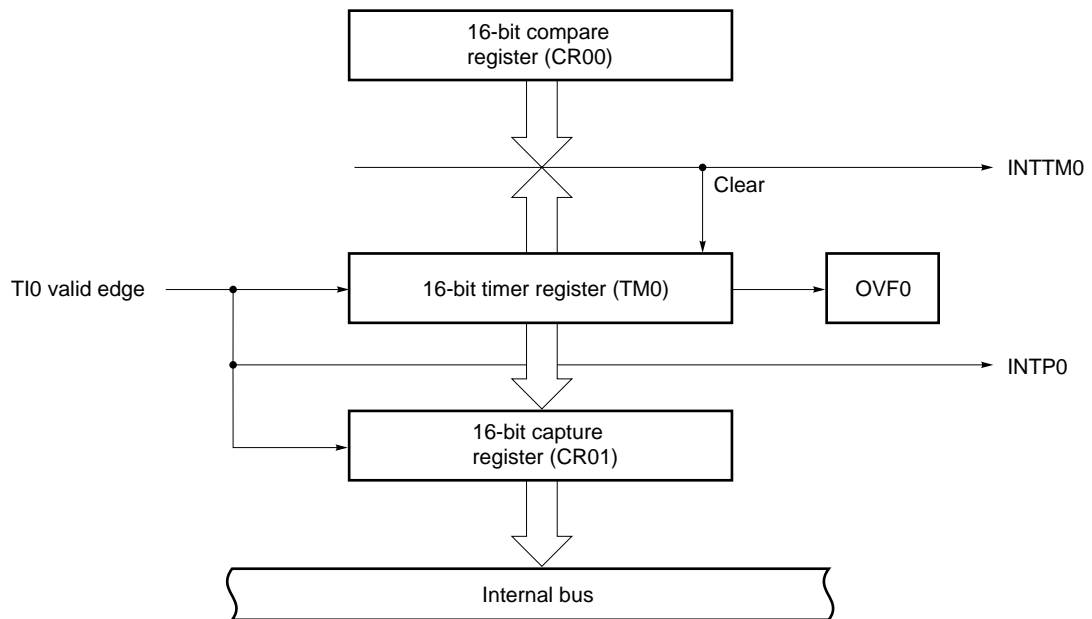 16-bit compare
register (CR00)
INTTM0
Clear
TI0 valid edge
16-bit timer register (TM0)
OVF0
INTP0
16-bit capture
register (CR01)
Internal bus